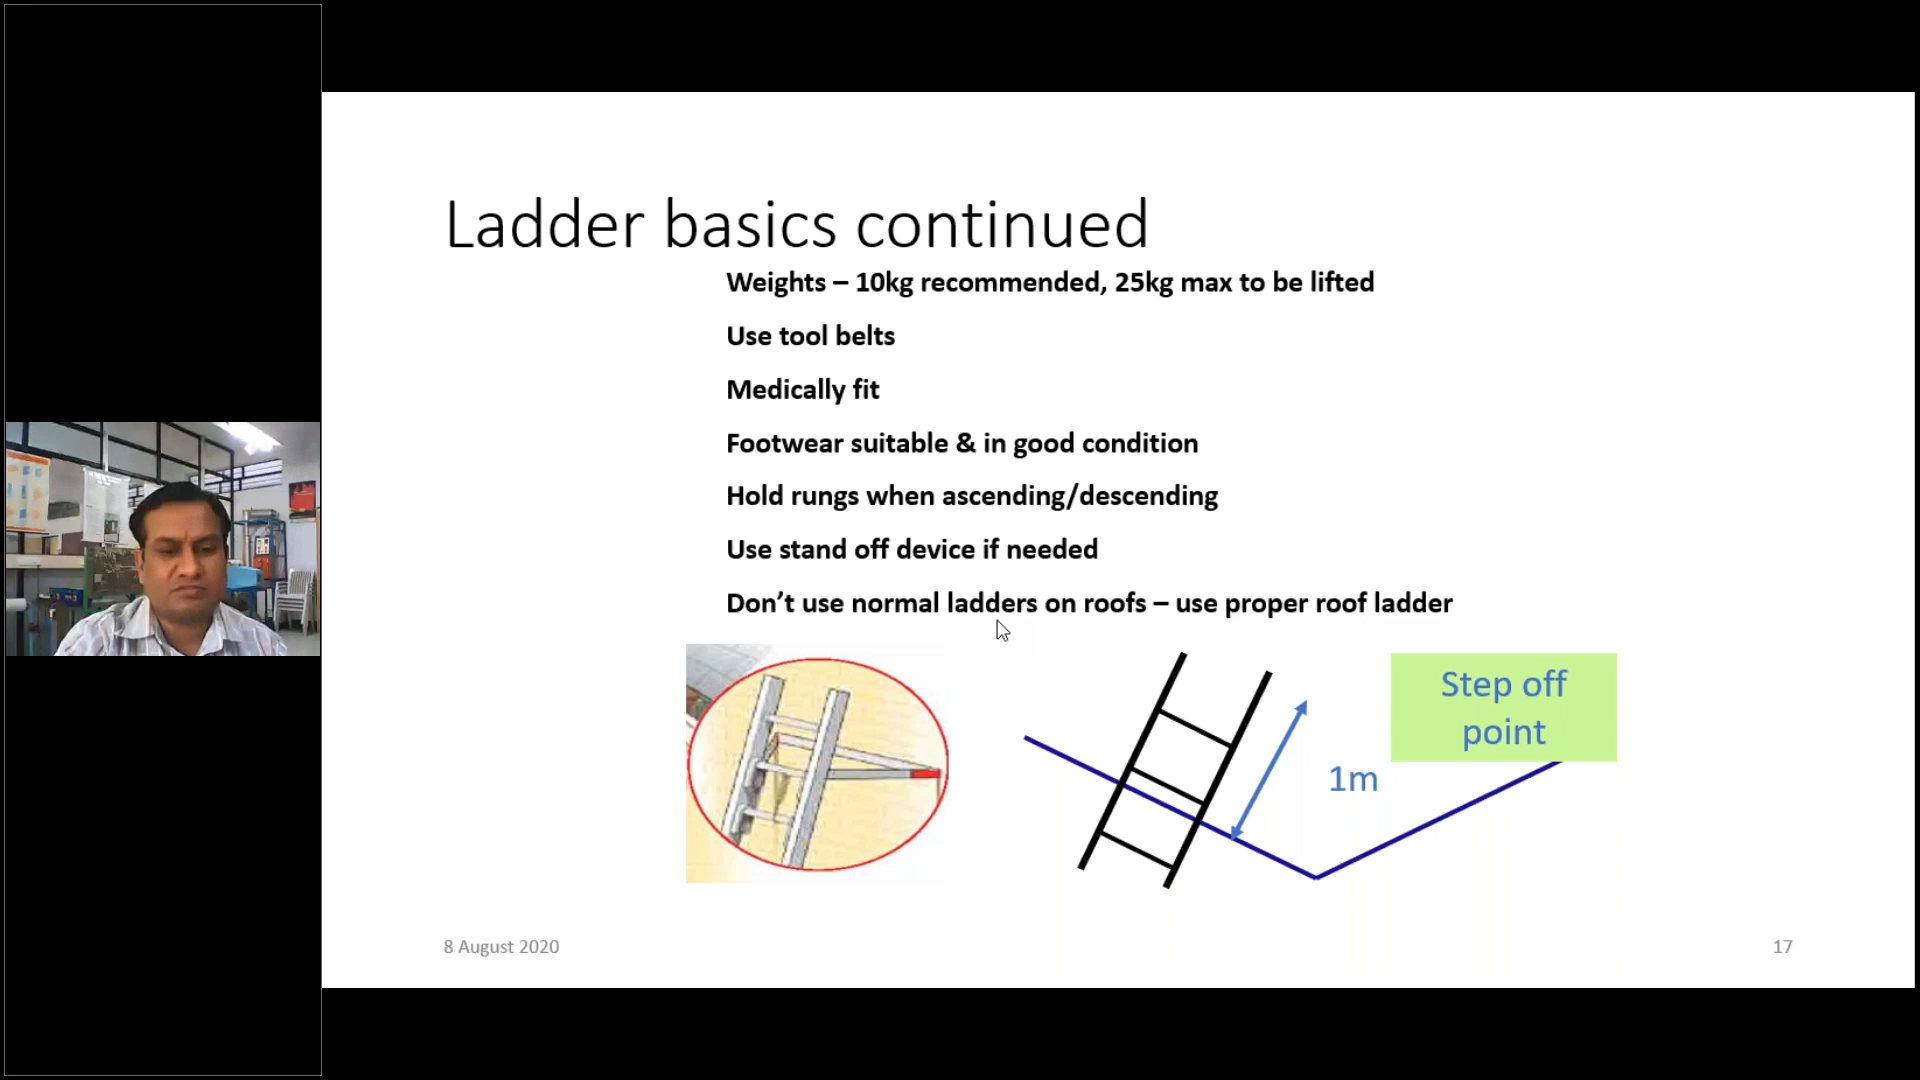 Ladder basics continued
Weights – 10kg recommended, 25kg max to be lifted
Use tool belts
Medically fit
Footwear suitable & in good condition
Hold rungs when ascending/descending
Use stand off device if needed
Don’t use normal ladders on roofs – use proper roof ladder
Step off
point
1m
8 August 2020
17